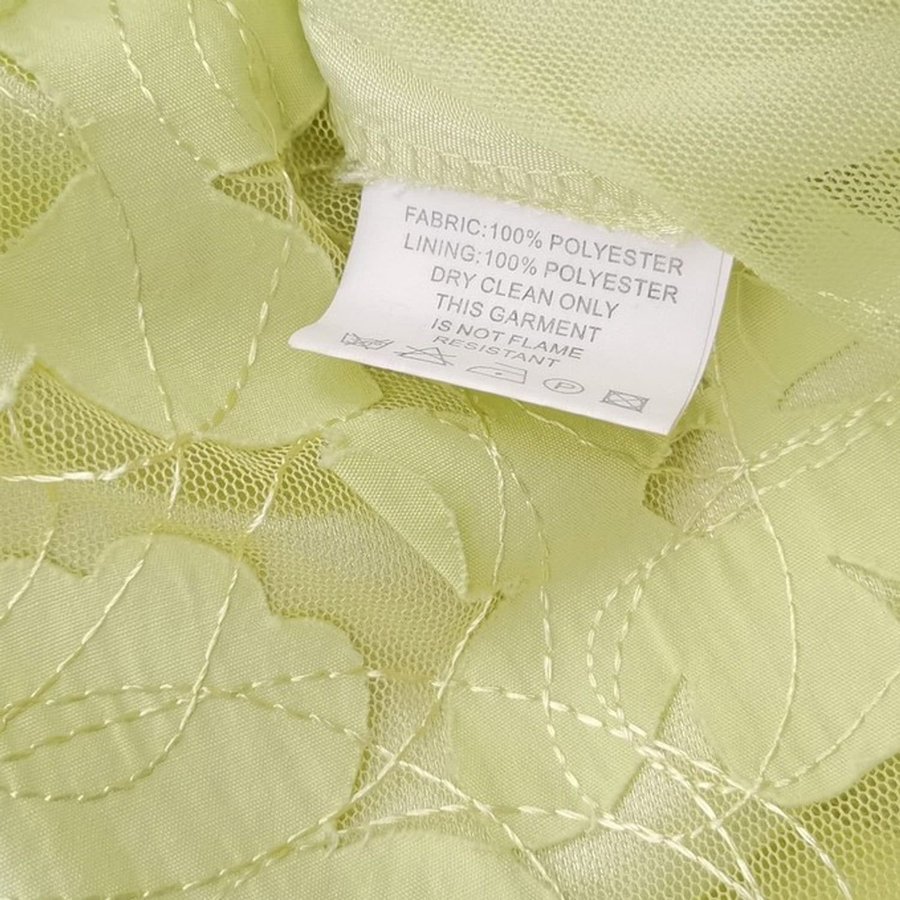 FABRIC:100% POLYESTER
LINING:100% POLYESTER
DRY CLEAN ONLY
THIS GARMENT
IS NOT FLAME
RESISTANT
P